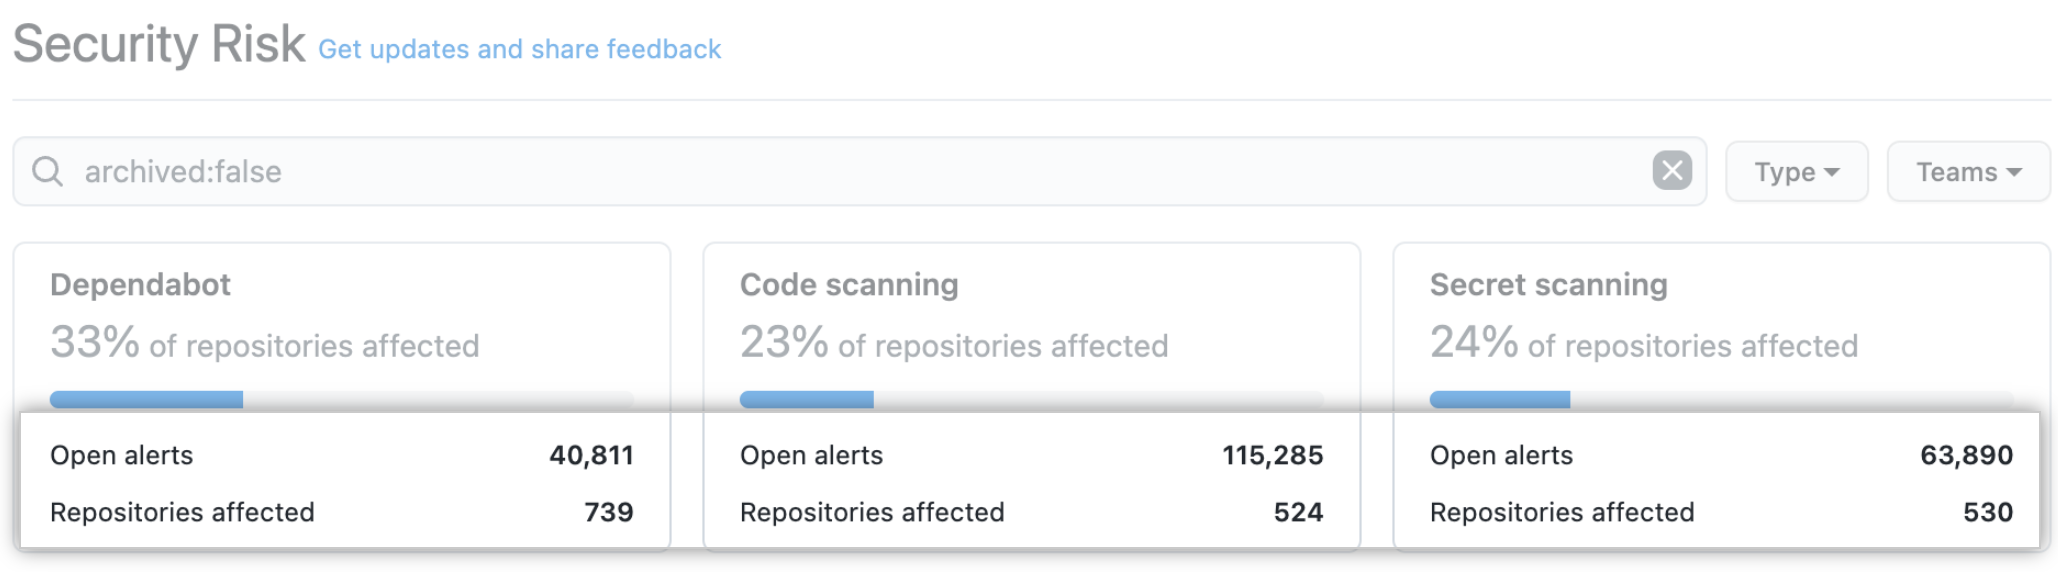 Security Risk Get updates and share feedback
archived:false
Type
Teams
Dependabot
33% of repositories affected
Open alerts 40,811
Repositories affected 739
Code scanning
23% of repositories affected
Open alerts 115,285
Repositories affected 524
Secret scanning
24% of repositories affected
Open alerts 63,890
Repositories affected 530